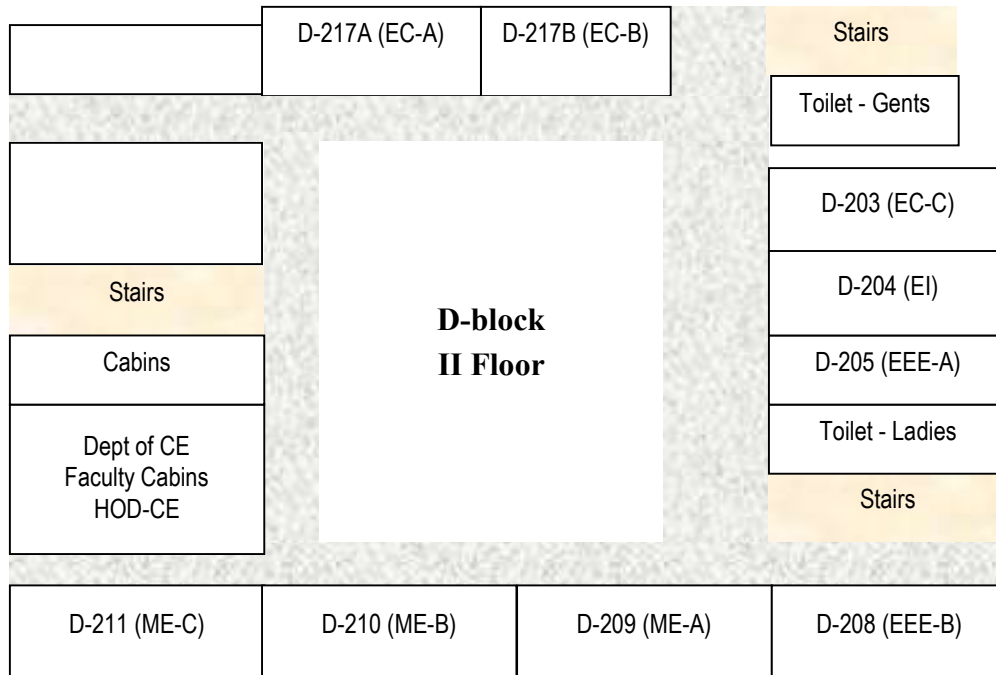 D-217A (EC-A)
D-217B (EC-B)
Stairs
Toilet - Gents
D-203 (EC-C)
D-204 (EI)
D-205 (EEE-A)
Toilet - Ladies
Stairs
Stairs
Cabins
Dept of CE
Faculty Cabins
HOD-CE
D-block
II Floor
D-211 (ME-C)
D-210 (ME-B)
D-209 (ME-A)
D-208 (EEE-B)